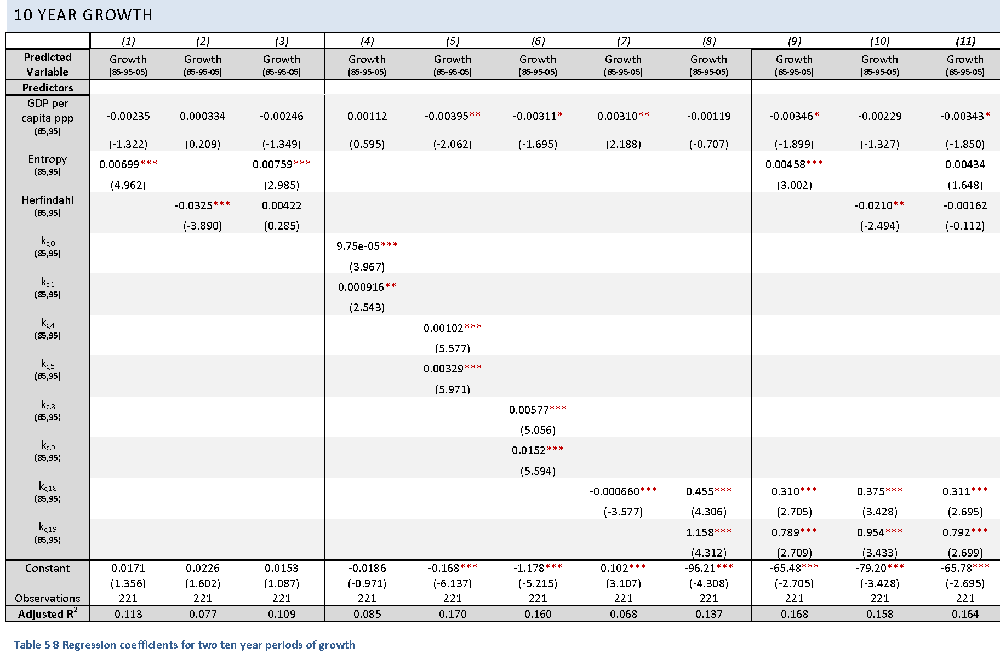 10 YEAR GROWTH
(1) (2) (3) (4) (5) (6) (7) (8) (9) (10) (11)
Predicted Variable Growth (85-95-05) Growth (85-95-05) Growth (85-95-05) Growth (85-95-05) Growth (85-95-05) Growth (85-95-05) Growth (85-95-05) Growth (85-95-05) Growth (85-95-05) Growth (85-95-05) Growth (85-95-05)
Predictors
GDP per capita ppp (85,95) -0.00235 0.000334 -0.00246 0.00112 -0.00395** -0.00311* 0.00310** -0.00119 -0.00346* -0.00229 -0.00343*
(-1.322) (0.209) (-1.349) (0.595) (-2.062) (-1.695) (2.188) (-0.707) (-1.899) (-1.327) (-1.850)
Entropy (85,95) 0.00699*** 0.00759*** 0.00458*** 0.00434
(4.962) (2.985) (3.002) (1.648)
Herfindahl (85,95) -0.0325*** 0.00422 -0.0210** -0.00162
(-3.890) (0.285) (-2.494) (-0.112)
kc,0 (85,95) 9.75e-05***
(3.967)
kc,1 (85,95) 0.000916**
(2.543)
kc,4 (85,95) 0.00102***
(5.577)
kc,5 (85,95) 0.00329***
(5.971)
kc,8 (85,95) 0.00577***
(5.056)
kc,9 (85,95) 0.0152***
(5.594)
kc,18 (85,95) -0.000660*** 0.455*** 0.310*** 0.375*** 0.311***
(-3.577) (4.306) (2.705) (3.428) (2.695)
kc,19 (85,95) 1.158*** 0.789*** 0.954*** 0.792***
(4.312) (2.709) (3.433) (2.699)
Constant 0.0171 0.0226 0.0153 -0.0186 -0.168*** -1.178*** 0.102*** -96.21*** -65.48*** -79.20*** -65.78***
(1.356) (1.602) (1.087) (-0.971) (-6.137) (-5.215) (3.107) (-4.308) (-2.705) (-3.428) (-2.695)
Observations 221 221 221 221 221 221 221 221 221 221 221
Adjusted R2 0.113 0.077 0.109 0.085 0.170 0.160 0.068 0.137 0.168 0.158 0.164
Table S 8 Regression coefficients for two ten year periods of growth